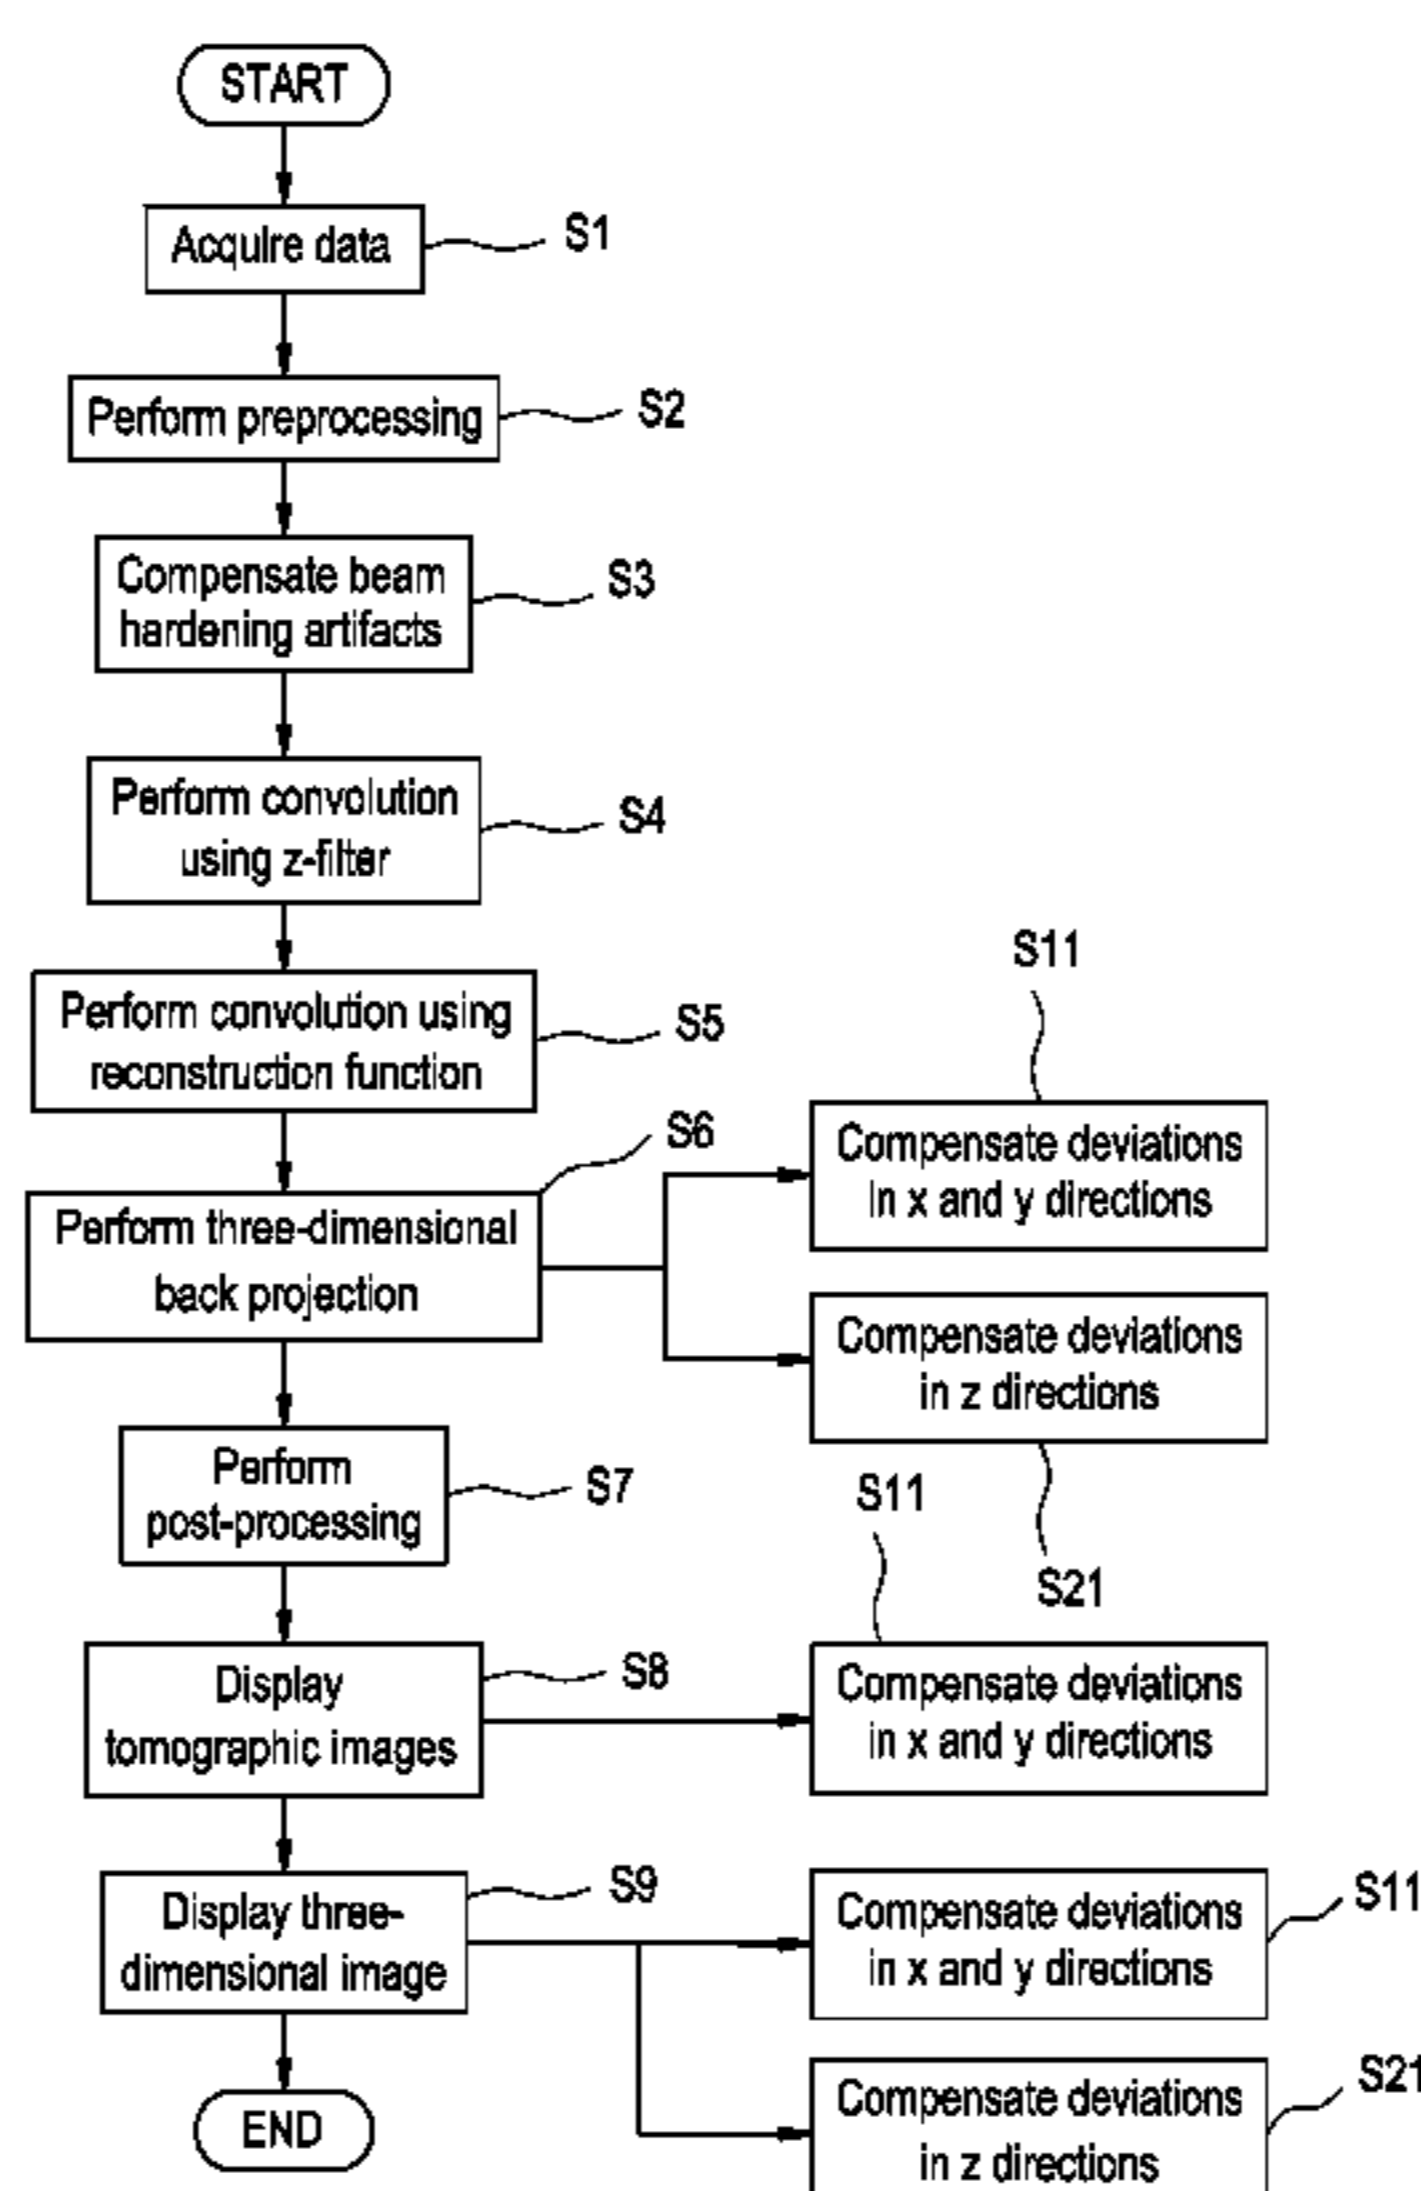 START
Acquire data
S1
Perform preprocessing
S2
Compensate beam
hardening artifacts
S3
Perform convolution
using z-filter
S4
Perform convolution using
reconstruction function
S5
Perform three-dimensional
back projection
S6
S11
Compensate deviations
in x and y directions
Compensate deviations
in z directions
S21
Perform
post-processing
S7
Display
tomographic images
S8
S11
Compensate deviations
in x and y directions
Display three-
dimensional image
S9
Compensate deviations
in x and y directions
S11
Compensate deviations
in z directions
S21
END